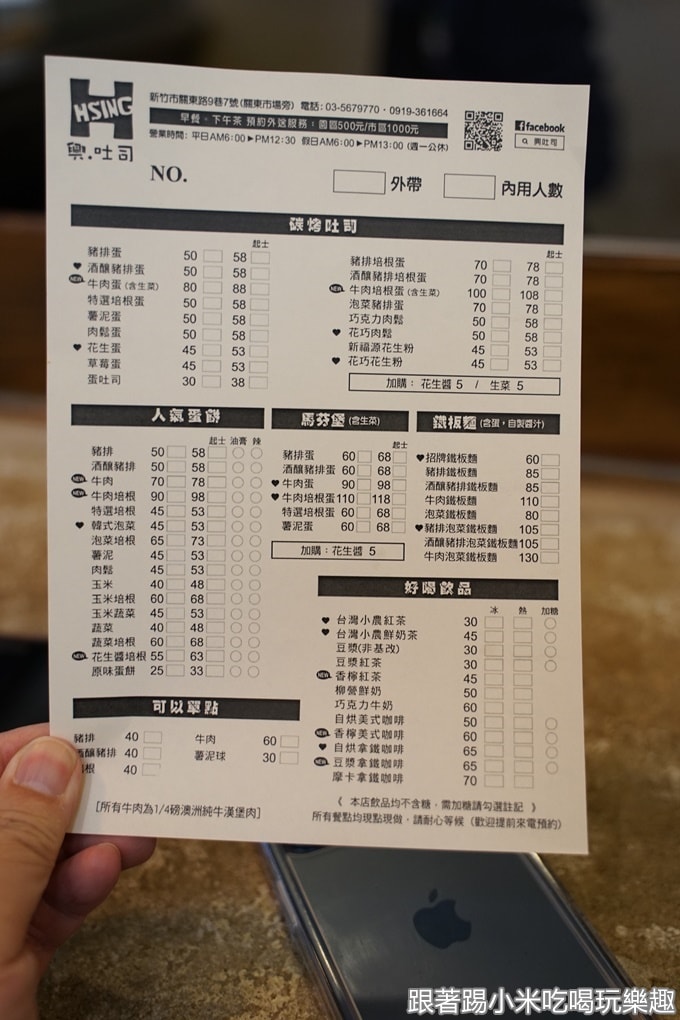 HSING
興.吐司
新竹市關東路9巷7號(關東市場旁) 電話:03-5679770、0919-361664
早餐、下午茶 預約外送服務,園區500元/市區1000元
營業時間: 平日AM6:00►PM12:30 假日AM6:00►PM13:00 (週一公休)
facebook
興吐司
NO.
外帶
內用人數
碳烤吐司
起士
豬排蛋 50 58
酒釀豬排蛋 50 58
NEW 牛肉蛋(含生菜) 80 88
特選培根蛋 50 58
薯泥蛋 50 58
肉鬆蛋 50 58
花生蛋 45 53
草莓蛋 45 53
蛋吐司 30 38
起士
豬排培根蛋 70 78
酒釀豬排培根蛋 70 78
NEW 牛肉培根蛋(含生菜) 100 108
泡菜豬排蛋 70 78
巧克力肉鬆 50 58
花巧肉鬆 50 58
新福源花生粉 45 53
花巧花生粉 45 53
加購: 花生醬 5 / 生菜 5
人氣蛋餅
起士 油膏 辣
豬排 50 58
酒釀豬排 50 58
NEW 牛肉 70 78
NEW 牛肉培根 90 98
特選培根 45 53
韓式泡菜 45 53
泡菜培根 65 73
薯泥 45 53
肉鬆 45 53
玉米 40 48
玉米培根 60 68
玉米蔬菜 45 53
蔬菜 40 48
蔬菜培根 60 68
NEW 花生醬培根 55 63
原味蛋餅 25 33
馬芬堡(含生菜)
起士
豬排蛋 60 68
酒釀豬排蛋 60 68
牛肉蛋 90 98
牛肉培根蛋 110 118
特選培根蛋 60 68
薯泥蛋 60 68
加購: 花生醬 5
鐵板麵(含蛋,自製醬汁)
招牌鐵板麵 60
豬排鐵板麵 85
酒釀豬排鐵板麵 85
牛肉鐵板麵 110
泡菜鐵板麵 80
豬排泡菜鐵板麵 105
酒釀豬排泡菜鐵板麵 105
牛肉泡菜鐵板麵 130
好喝飲品
冰 熱 加糖
台灣小農紅茶 30
台灣小農鮮奶茶 45
豆漿(非基改) 30
豆漿紅茶 30
NEW 香檸紅茶 45
柳營鮮奶 50
巧克力牛奶 60
自烘美式咖啡 50
NEW 香檸美式咖啡 60
自烘拿鐵咖啡 65
NEW 豆漿拿鐵咖啡 65
摩卡拿鐵咖啡 70
可以單點
豬排 40
酒釀豬排 40
根 40
牛肉 60
薯泥球 30
[所有牛肉為1/4磅澳洲純牛漢堡肉]
《 本店飲品均不含糖,需加糖請勾選註記 》
所有餐點均現點現做,請耐心等候 (歡迎提前來電預約)
跟著踢小米吃喝玩樂趣